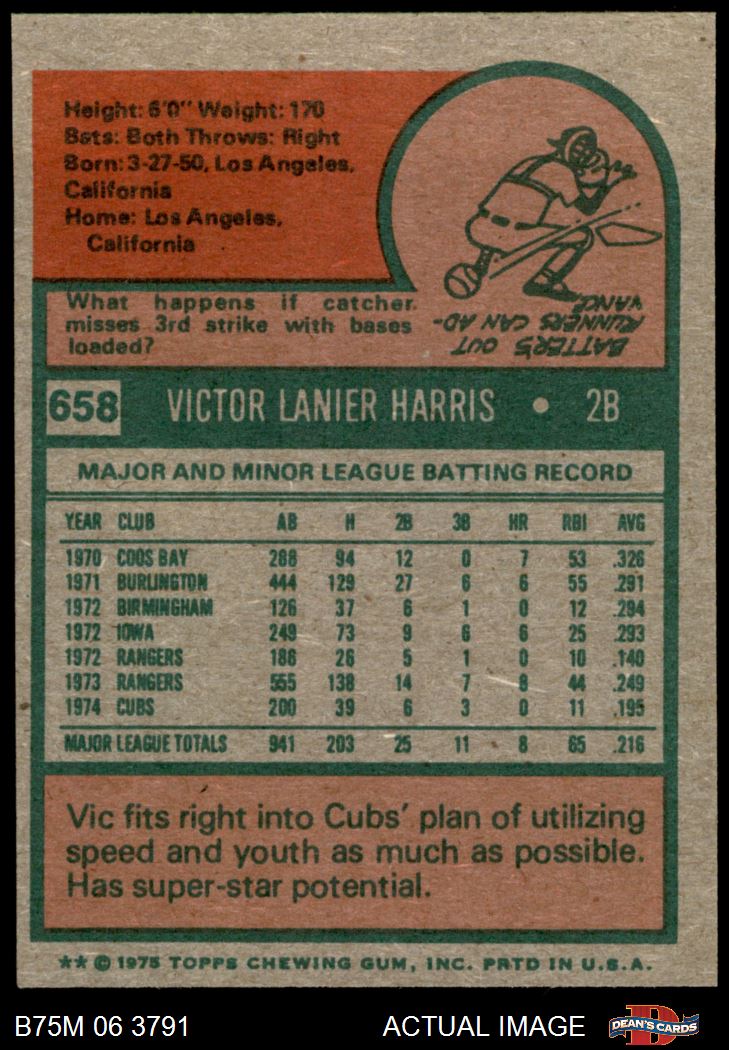 Height: 6'0" Weight: 170
Bats: Both Throws: Right
Born: 3-27-50, Los Angeles,
California
Home: Los Angeles,
California
What happens if catcher
misses 3rd strike with bases
loaded?
BATTER'S OUT
RUNNERS CAN AD-
VANCE
658 VICTOR LANIER HARRIS • 2B
MAJOR AND MINOR LEAGUE BATTING RECORD
YEAR CLUB AB H 2B 3B HR RBI AVG
1970 COOS BAY 288 94 12 0 7 53 .326
1971 BURLINGTON 444 129 27 6 6 55 .291
1972 BIRMINGHAM 126 37 6 1 0 12 .294
1972 IOWA 249 73 9 6 6 25 .293
1972 RANGERS 186 26 5 1 0 10 .140
1973 RANGERS 555 138 14 7 8 44 .249
1974 CUBS 200 39 6 3 0 11 .195
MAJOR LEAGUE TOTALS 941 203 25 11 8 65 .216
Vic fits right into Cubs' plan of utilizing
speed and youth as much as possible.
Has super-star potential.
** © 1975 TOPPS CHEWING GUM, INC. PRTD IN U.S.A.
B75M 06 3791 ACTUAL IMAGE D DEAN'S CARDS